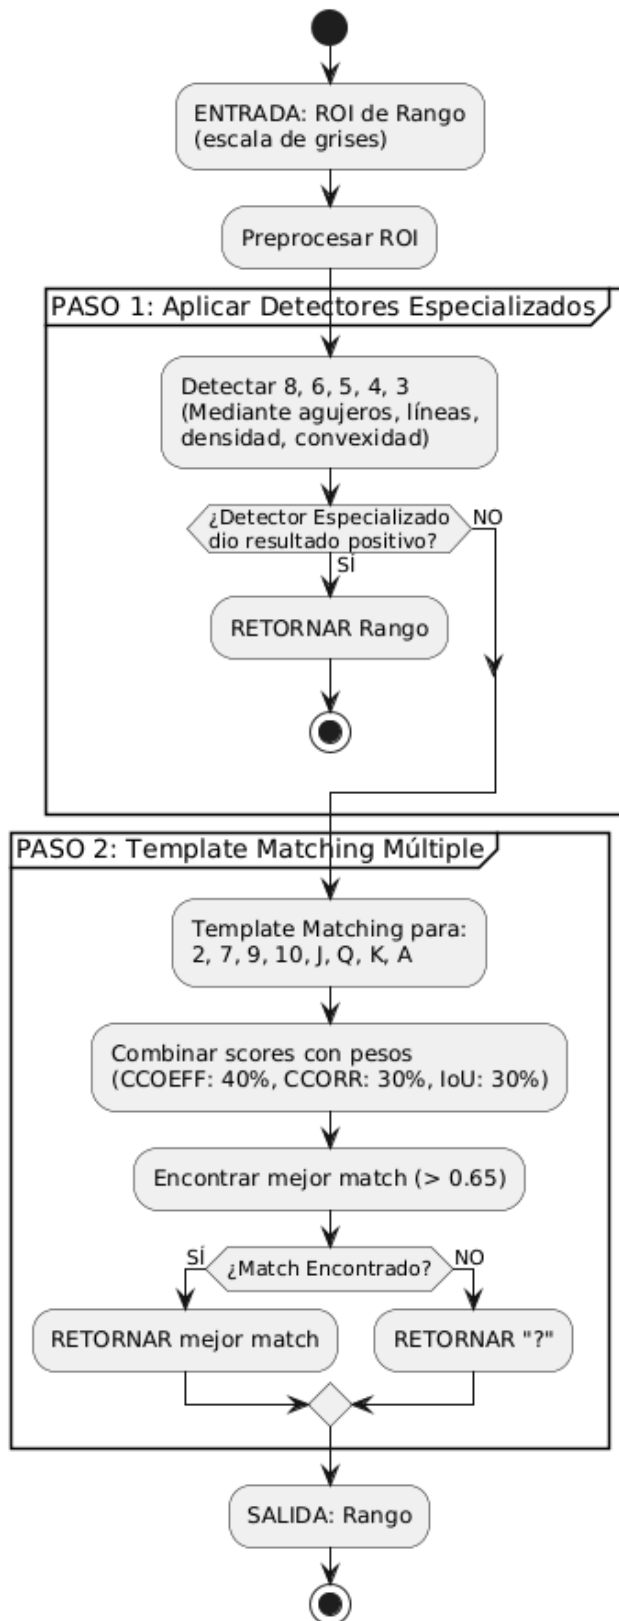 ENTRADA: ROI de Rango
(escala de grises)
Preprocesar ROI
PASO 1: Aplicar Detectores Especializados
Detectar 8, 6, 5, 4, 3
(Mediante agujeros, líneas,
densidad, convexidad)
¿Detector Especializado
dio resultado positivo?
NO
SÍ
RETORNAR Rango
PASO 2: Template Matching Múltiple
Template Matching para:
2, 7, 9, 10, J, Q, K, A
Combinar scores con pesos
(CCOEFF: 40%, CCORR: 30%, IoU: 30%)
Encontrar mejor match (> 0.65)
SÍ
¿Match Encontrado?
NO
RETORNAR mejor match
RETORNAR "?"
SALIDA: Rango